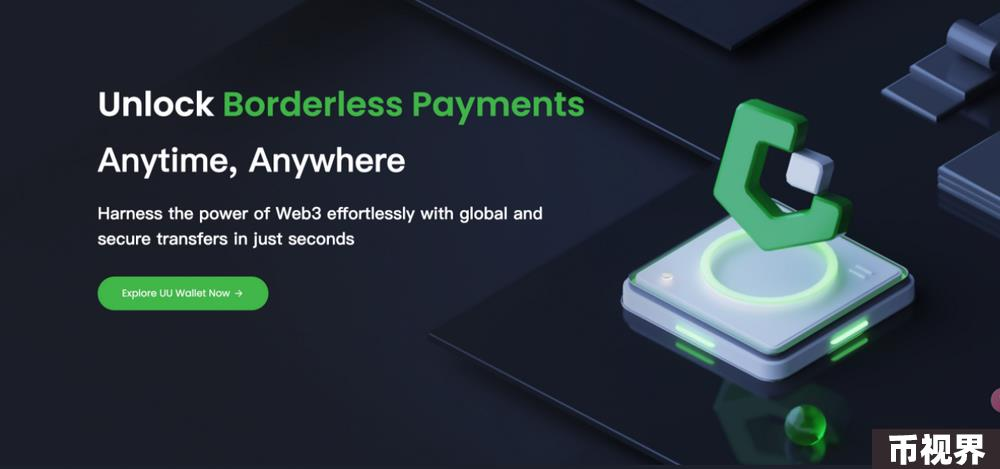 Unlock Borderless Payments
Anytime, Anywhere
Harness the power of Web3 effortlessly with global and
secure transfers in just seconds
Explore UU Wallet Now →
币视界